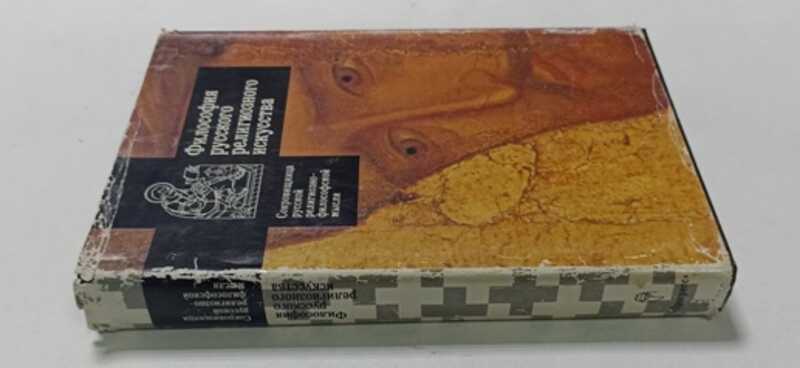 Философия
русского
религиозного
искусства
Сокровищница
русской
религиозно-
философской
мысли
Философия
русского
религиозного
искусства
Сокровищница
русской
религиозно
философской
мысли